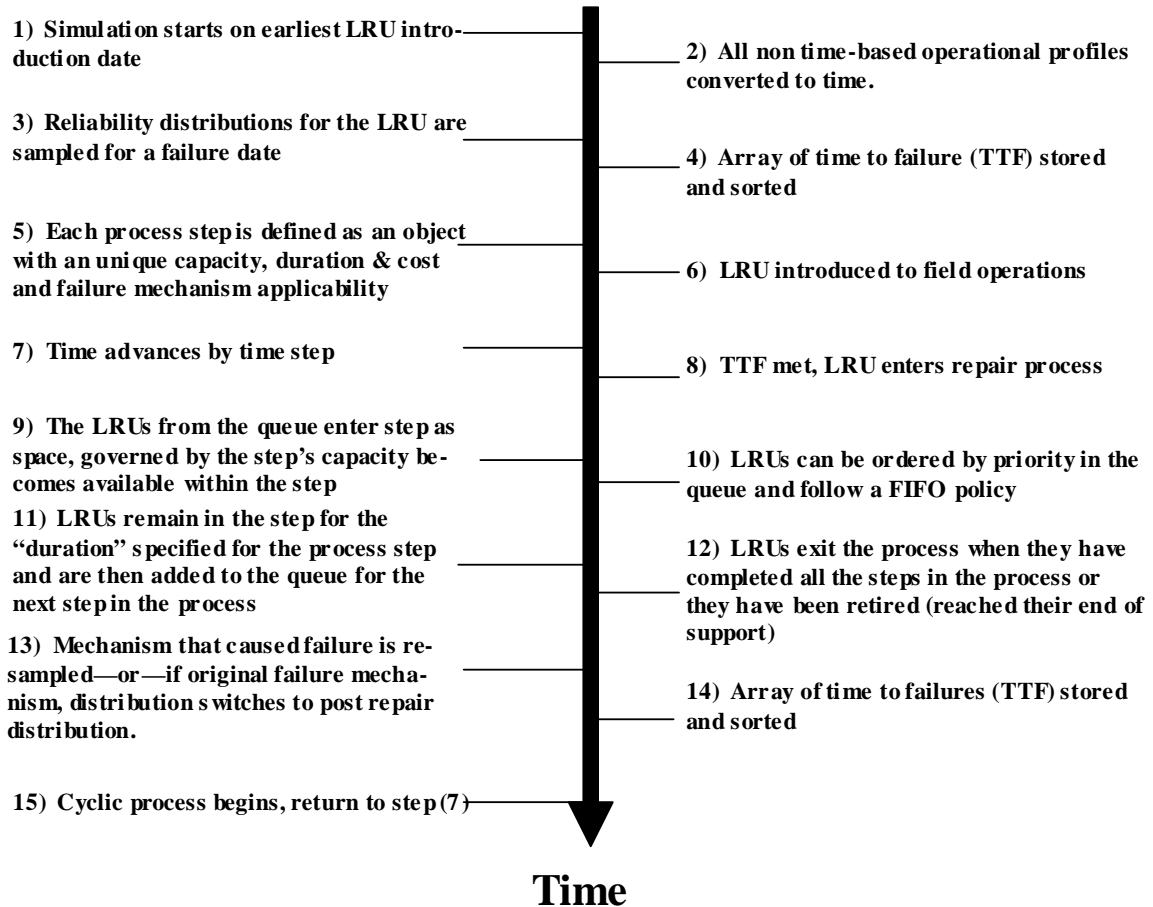 1) Simulation starts on earliest LRU intro-
duction date
2) All non time-based operational profiles
converted to time.
3) Reliability distributions for the LRU are
sampled for a failure date
4) Array of time to failure (TTF) stored
and sorted
5) Each process step is defined as an object
with an unique capacity, duration & cost
and failure mechanism applicability
6) LRU introduced to field operations
7) Time advances by time step
8) TTF met, LRU enters repair process
9) The LRUs from the queue enter step as
space, governed by the step’s capacity be-
comes available within the step
10) LRUs can be ordered by priority in the
queue and follow a FIFO policy
11) LRUs remain in the step for the
“duration” specified for the process step
and are then added to the queue for the
next step in the process
12) LRUs exit the process when they have
completed all the steps in the process or
they have been retired (reached their end of
support)
13) Mechanism that caused failure is re-
sampled—or—if original failure mecha-
nism, distribution switches to post repair
distribution.
14) Array of time to failures (TTF) stored
and sorted
15) Cyclic process begins, return to step (7)
Time